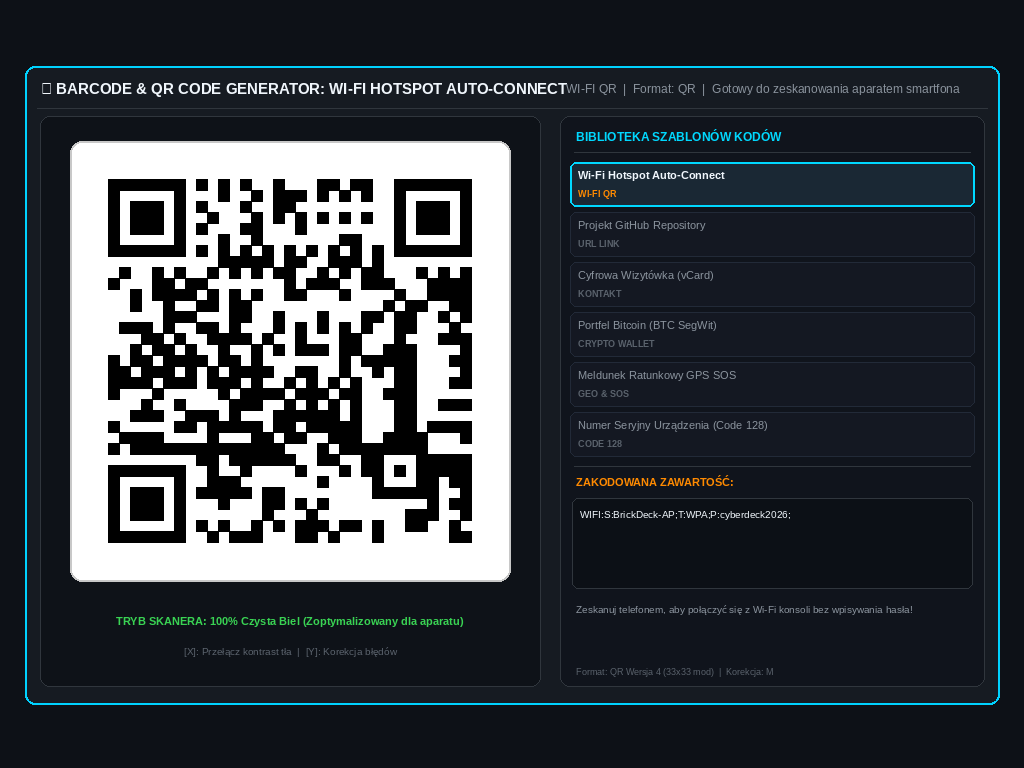 BARCODE & QR CODE GENERATOR: WI-FI HOTSPOT AUTO-CONNECT
WI-FI QR | Format: QR | Gotowy do zeskanowania aparatem smartfona
TRYB SKANERA: 100% Czysta Biel (Zoptymalizowany dla aparatu)
[X]: Przełącz kontrast tła | [Y]: Korekcja błędów
BIBLIOTEKA SZABLONÓW KODÓW
Wi-Fi Hotspot Auto-Connect
WI-FI QR
Projekt GitHub Repository
URL LINK
Cyfrowa Wizytówka (vCard)
KONTAKT
Portfel Bitcoin (BTC SegWit)
CRYPTO WALLET
Meldunek Ratunkowy GPS SOS
GEO & SOS
Numer Seryjny Urządzenia (Code 128)
CODE 128
ZAKODOWANA ZAWARTOŚĆ:
WIFI:S:BrickDeck-AP;T:WPA;P:cyberdeck2026;
Zeskanuj telefonem, aby połączyć się z Wi-Fi konsoli bez wpisywania hasła!
Format: QR Wersja 4 (33x33 mod) | Korekcja: M